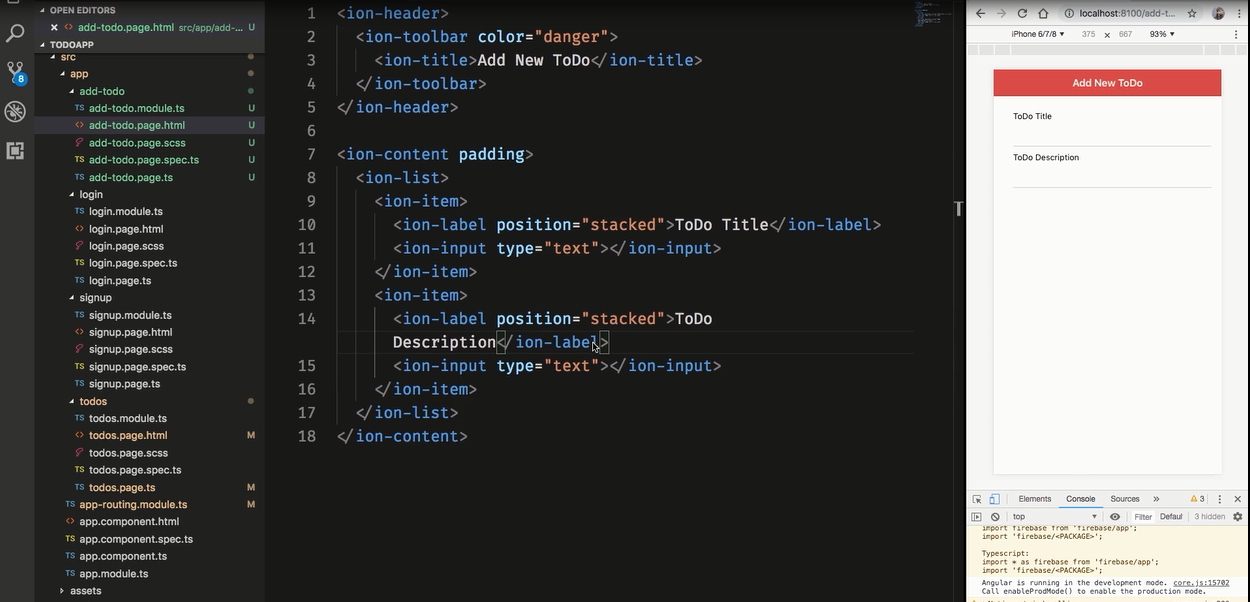 OPEN EDITORS
add-todo.page.html src/app/add-... U
TODOAPP
src
app
add-todo
TS add-todo.module.ts U
add-todo.page.html U
add-todo.page.scss U
TS add-todo.page.spec.ts U
TS add-todo.page.ts U
login
TS login.module.ts
login.page.html
login.page.scss
TS login.page.spec.ts
TS login.page.ts
signup
TS signup.module.ts
signup.page.html
signup.page.scss
TS signup.page.spec.ts
TS signup.page.ts
todos
TS todos.module.ts
todos.page.html M
todos.page.scss
TS todos.page.spec.ts
TS todos.page.ts M
TS app-routing.module.ts M
app.component.html
TS app.component.spec.ts
TS app.component.ts
TS app.module.ts
assets
8
1 <ion-header>
2 <ion-toolbar color="danger">
3 <ion-title>Add New ToDo</ion-title>
4 </ion-toolbar>
5 </ion-header>
6
7 <ion-content padding>
8 <ion-list>
9 <ion-item>
10 <ion-label position="stacked">ToDo Title</ion-label>
11 <ion-input type="text"></ion-input>
12 </ion-item>
13 <ion-item>
14 <ion-label position="stacked">ToDo
Description</ion-label>
15 <ion-input type="text"></ion-input>
16 </ion-item>
17 </ion-list>
18 </ion-content>
T
localhost:8100/add-t...
iPhone 6/7/8 375 x 667 93%
Add New ToDo
ToDo Title
ToDo Description
Elements Console Sources » 3
top Filter Defaul 3 hidden
import firebase from 'firebase/app';
import 'firebase/<PACKAGE>';
Typescript:
import * as firebase from 'firebase/app';
import 'firebase/<PACKAGE>';
Angular is running in the development mode. core.js:15702
Call enableProdMode() to enable the production mode.